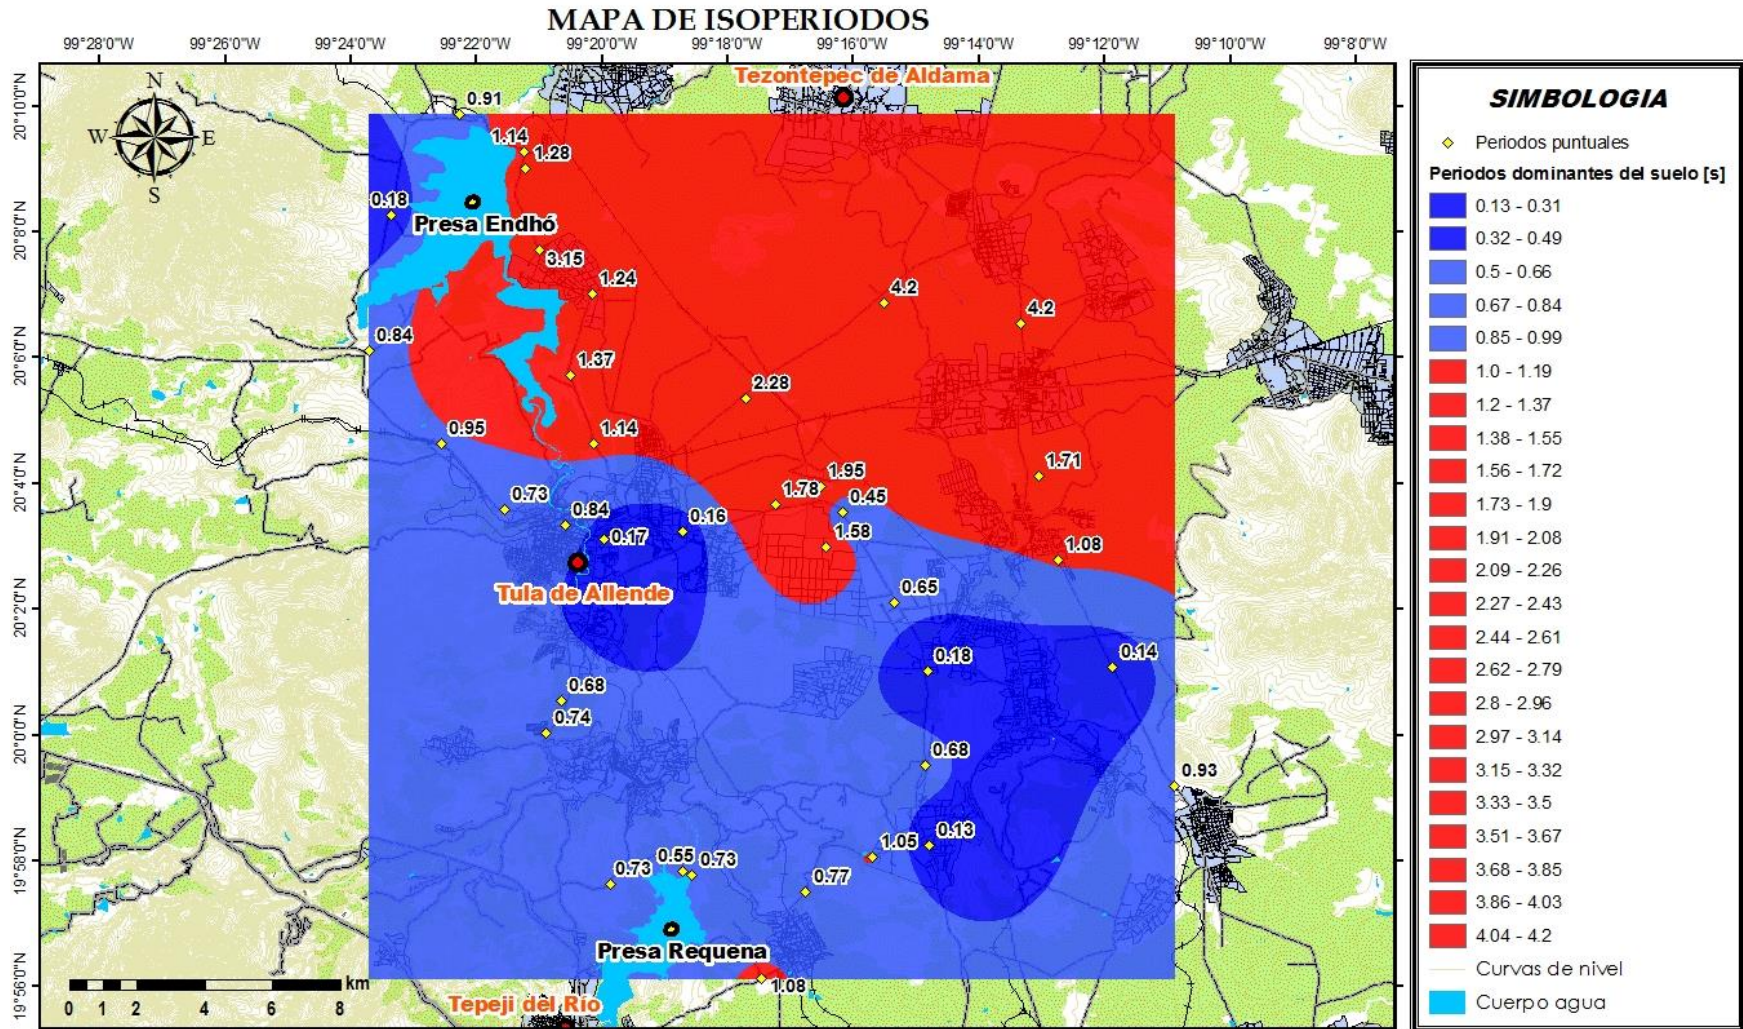 MAPA DE ISOPERIODOS
99°28'0"W 99°26'0"W 99°24'0"W 99°22'0"W 99°20'0"W 99°18'0"W 99°16'0"W 99°14'0"W 99°12'0"W 99°10'0"W 99°8'0"W
20°10'0"N
20°8'0"N
20°6'0"N
20°4'0"N
20°2'0"N
20°0'0"N
19°58'0"N
19°56'0"N
N
W E
S
Tezontepec de Aldama
0.91
1.14
1.28
0.18
Presa Endhó
3.15
1.24
4.2
4.2
0.84
1.37
2.28
0.95
1.14
1.71
1.95
1.78
0.45
0.73
0.84
0.16
0.17
1.58
1.08
Tula de Allende
0.65
0.18
0.14
0.68
0.74
0.68
0.93
0.13
1.05
0.55
0.73
0.73
0.77
Presa Requena
1.08
Tepeji del Río
0 1 2 4 6 8 km
SIMBOLOGIA
Periodos puntuales
Periodos dominantes del suelo [s]
0.13 - 0.31
0.32 - 0.49
0.5 - 0.66
0.67 - 0.84
0.85 - 0.99
1.0 - 1.19
1.2 - 1.37
1.38 - 1.55
1.56 - 1.72
1.73 - 1.9
1.91 - 2.08
2.09 - 2.26
2.27 - 2.43
2.44 - 2.61
2.62 - 2.79
2.8 - 2.96
2.97 - 3.14
3.15 - 3.32
3.33 - 3.5
3.51 - 3.67
3.68 - 3.85
3.86 - 4.03
4.04 - 4.2
Curvas de nivel
Cuerpo agua